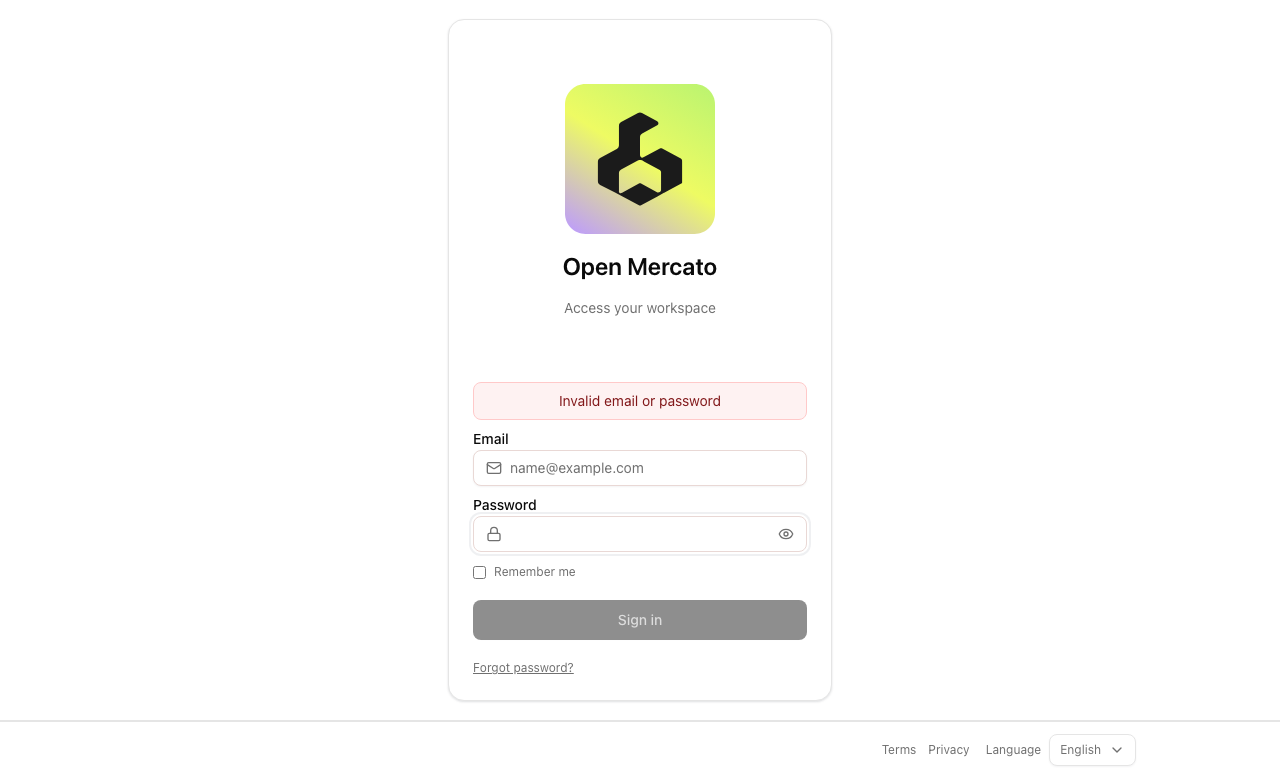 Open Mercato
Access your workspace
Invalid email or password
Email
name@example.com
Password
Remember me
Sign in
Forgot password?
Terms Privacy Language English